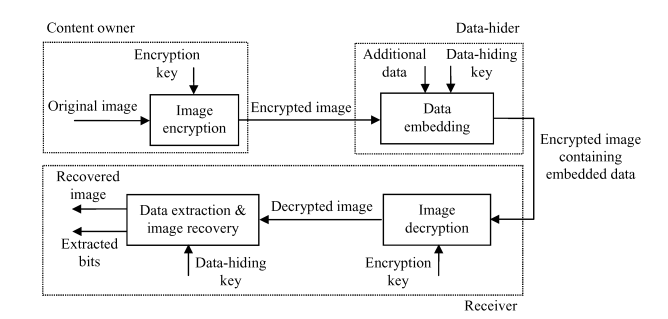 Content owner
Data-hider
Encryption
key
Additional
data
Data-hiding
key
Original image
Image
encryption
Encrypted image
Data
embedding
Encrypted image
containing
embedded data
Recovered
image
Extracted
bits
Data extraction &
image recovery
Decrypted image
Image
decryption
Data-hiding
key
Encryption
key
Receiver